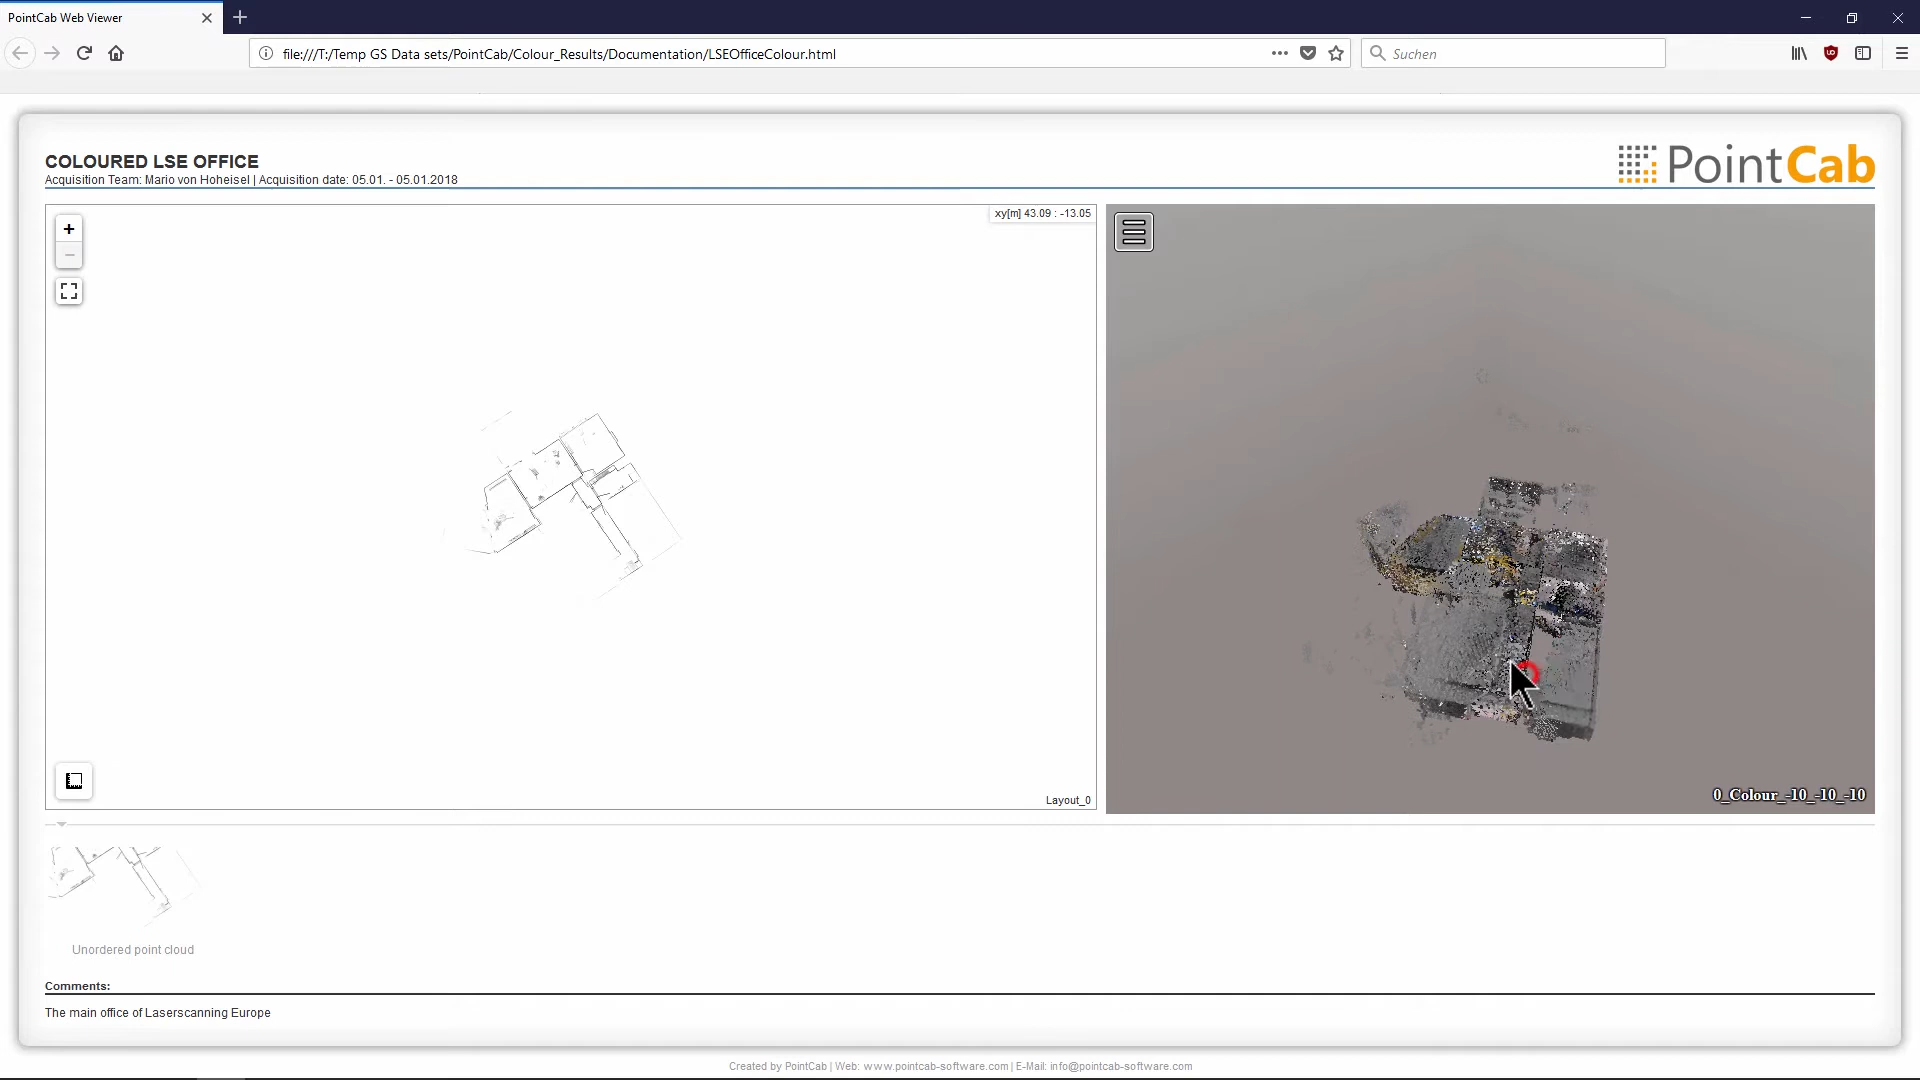 PointCab Web Viewer
file:///T:/Temp GS Data sets/PointCab/Colour_Results/Documentation/LSEOfficeColour.html
Suchen
COLOURED LSE OFFICE
Acquisition Team: Mario von Hoheisel | Acquisition date: 05.01. - 05.01.2018
PointCab
xy[m] 43.09 : -13.05
+
−
Layout_0
0_Colour_-10_-10_-10
Unordered point cloud
Comments:
The main office of Laserscanning Europe
Created by PointCab | Web: www.pointcab-software.com | E-Mail: info@pointcab-software.com